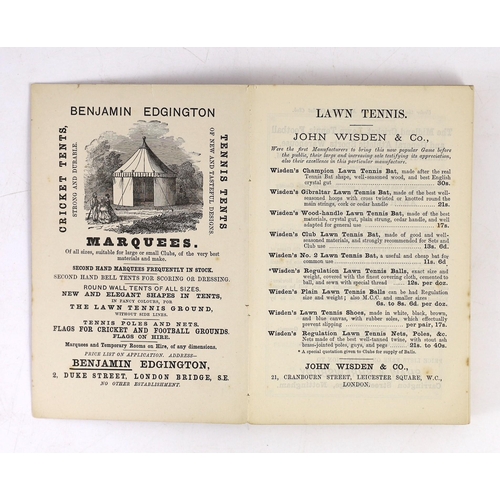 BENJAMIN EDGINGTON
CRICKET TENTS,
STRONG AND DURABLE.
TENNIS TENTS
OF NEW AND TASTEFUL DESIGNS.
MARQUEES.
Of all sizes, suitable for large or small Clubs, of the very best
materials and make.
SECOND HAND MARQUEES FREQUENTLY IN STOCK.
SECOND HAND BELL TENTS FOR SCORING OR DRESSING.
ROUND WALL TENTS OF ALL SIZES.
NEW AND ELEGANT SHAPES IN TENTS,
IN FANCY COLOURS, FOR
THE LAWN TENNIS GROUND,
WITHOUT SIDE LINES.
TENNIS POLES AND NETS.
FLAGS FOR CRICKET AND FOOTBALL GROUNDS.
FLAGS ON HIRE.
Marquees and Temporary Rooms on Hire, of any dimensions.
PRICE LIST ON APPLICATION. ADDRESS—
BENJAMIN EDGINGTON,
2, DUKE STREET, LONDON BRIDGE, S.E.
NO OTHER ESTABLISHMENT.
LAWN TENNIS.
JOHN WISDEN & Co.,
Were the first Manufacturers to bring this now popular Game before
the public, their large and increasing sale testifying its appreciation,
also their excellence in this particular manufacture.
Wisden's Champion Lawn Tennis Bat, made after the real
Tennis Bat shape, well-seasoned wood, and best English
crystal gut 30s.
Wisden's Gibraltar Lawn Tennis Bat, made of the best well-
seasoned hoops with cross twisted or knotted round the
main strings, cork or cedar handle 21s.
Wisden's Wood-handle Lawn Tennis Bat, made of the best
materials, crystal gut, plain strung, cedar handle, and well
adapted for general use 17s.
Wisden's Club Lawn Tennis Bat, made of good and well-
seasoned materials, and strongly recommended for Sets and
Club use 13s. 6d.
Wisden's No. 2 Lawn Tennis Bat, a useful and cheap bat for
common use 11s. 6d.
*Wisden's Regulation Lawn Tennis Balls, exact size and
weight, covered with the finest covering cloth, cemented to
ball, and sewn with special thread 12s. per doz.
*Wisden's Plain Lawn Tennis Balls can be had Regulation
size and weight; also M.C.C. and smaller sizes
6s. to 8s. 6d. per doz.
Wisden's Lawn Tennis Shoes, made in white, black, brown,
and blue canvas, with rubber soles, which effectually
prevent slipping per pair, 17s.
Wisden's Regulation Lawn Tennis Nets, Poles, &c.
Nets made of the best well-tanned twine, with stout ash
brass-jointed poles, guys, and pegs 21s. to 40s.
* A special quotation given to Clubs for supply of Balls.
JOHN WISDEN & CO.,
21, CRANBOURN STREET, LEICESTER SQUARE, W.C.,
LONDON.